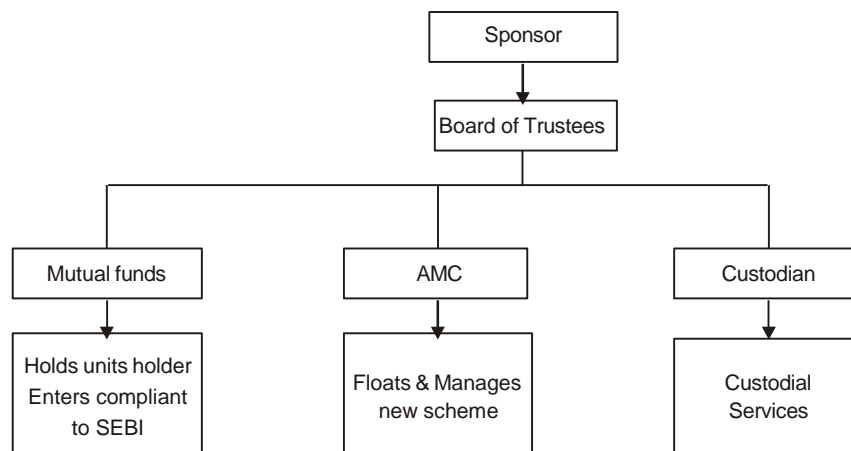 Sponsor
Board of Trustees
Mutual funds
AMC
Custodian
Holds units holder
Enters compliant
to SEBI
Floats & Manages
new scheme
Custodial
Services